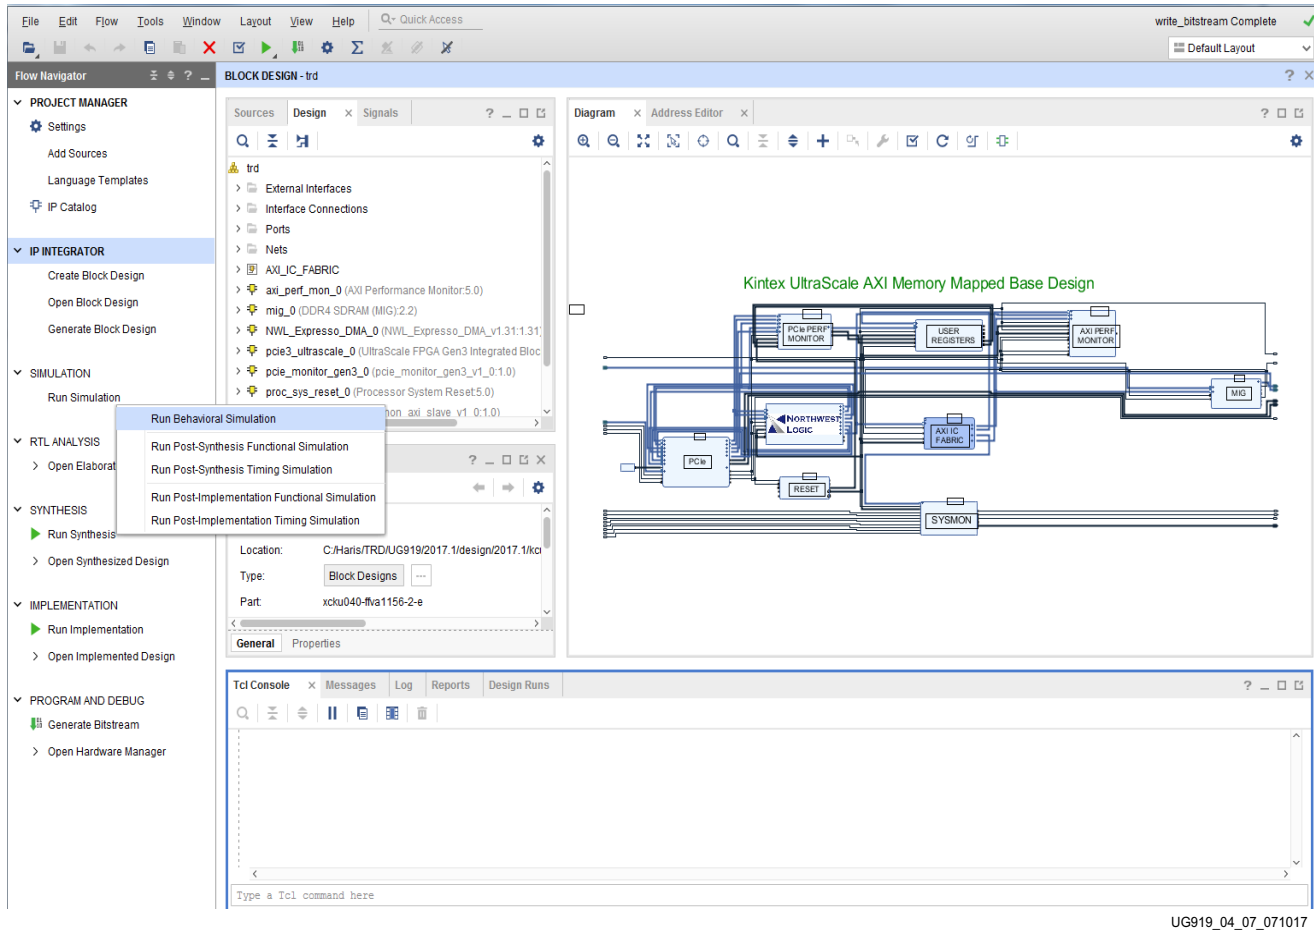 File Edit Flow Tools Window Layout View Help Quick Access write_bitstream Complete
Default Layout
Flow Navigator
BLOCK DESIGN - trd
PROJECT MANAGER
Settings
Add Sources
Language Templates
IP Catalog
IP INTEGRATOR
Create Block Design
Open Block Design
Generate Block Design
SIMULATION
Run Simulation
Run Behavioral Simulation
Run Post-Synthesis Functional Simulation
Run Post-Synthesis Timing Simulation
Run Post-Implementation Functional Simulation
Run Post-Implementation Timing Simulation
RTL ANALYSIS
Open Elaborat
SYNTHESIS
Run Synthesis
Open Synthesized Design
IMPLEMENTATION
Run Implementation
Open Implemented Design
PROGRAM AND DEBUG
Generate Bitstream
Open Hardware Manager
Sources Design Signals
trd
External Interfaces
Interface Connections
Ports
Nets
AXI_IC_FABRIC
axi_perf_mon_0 (AXI Performance Monitor:5.0)
mig_0 (DDR4 SDRAM (MIG):2.2)
NWL_Expresso_DMA_0 (NWL_Expresso_DMA_v1.31:1.31)
pcie3_ultrascale_0 (UltraScale FPGA Gen3 Integrated Bloc
pcie_monitor_gen3_0 (pcie_monitor_gen3_v1_0:1.0)
proc_sys_reset_0 (Processor System Reset:5.0)
non_axi_slave_v1_0:1.0)
Location: C:/Haris/TRD/UG919/2017.1/design/2017.1/kcu
Type: Block Designs ...
Part: xcku040-ffva1156-2-e
General Properties
Diagram Address Editor
Kintex UltraScale AXI Memory Mapped Base Design
PCIe PERF
MONITOR
USER
REGISTERS
AXI PERF
MONITOR
MIG
NORTHWEST
LOGIC
AXI IC
FABRIC
PCIe
RESET
SYSMON
Tcl Console Messages Log Reports Design Runs
Type a Tcl command here
UG919_04_07_071017